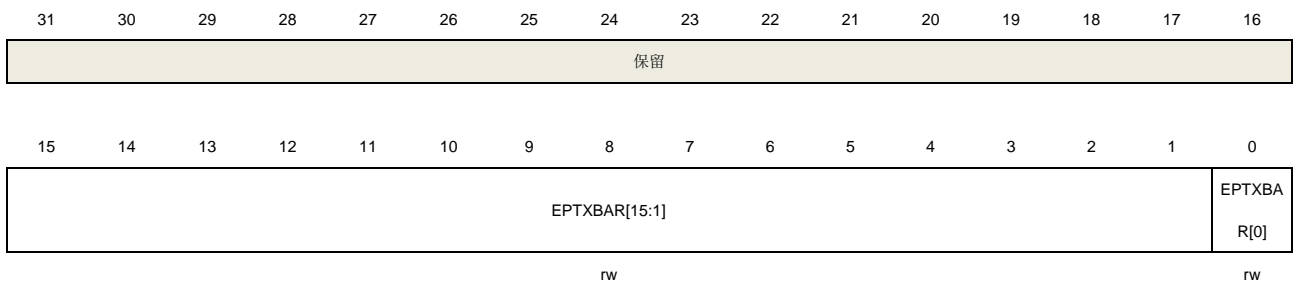 31 30 29 28 27 26 25 24 23 22 21 20 19 18 17 16
保留
15 14 13 12 11 10 9 8 7 6 5 4 3 2 1 0
EPTXBAR[15:1]
EPTXBA
R[0]
rw rw